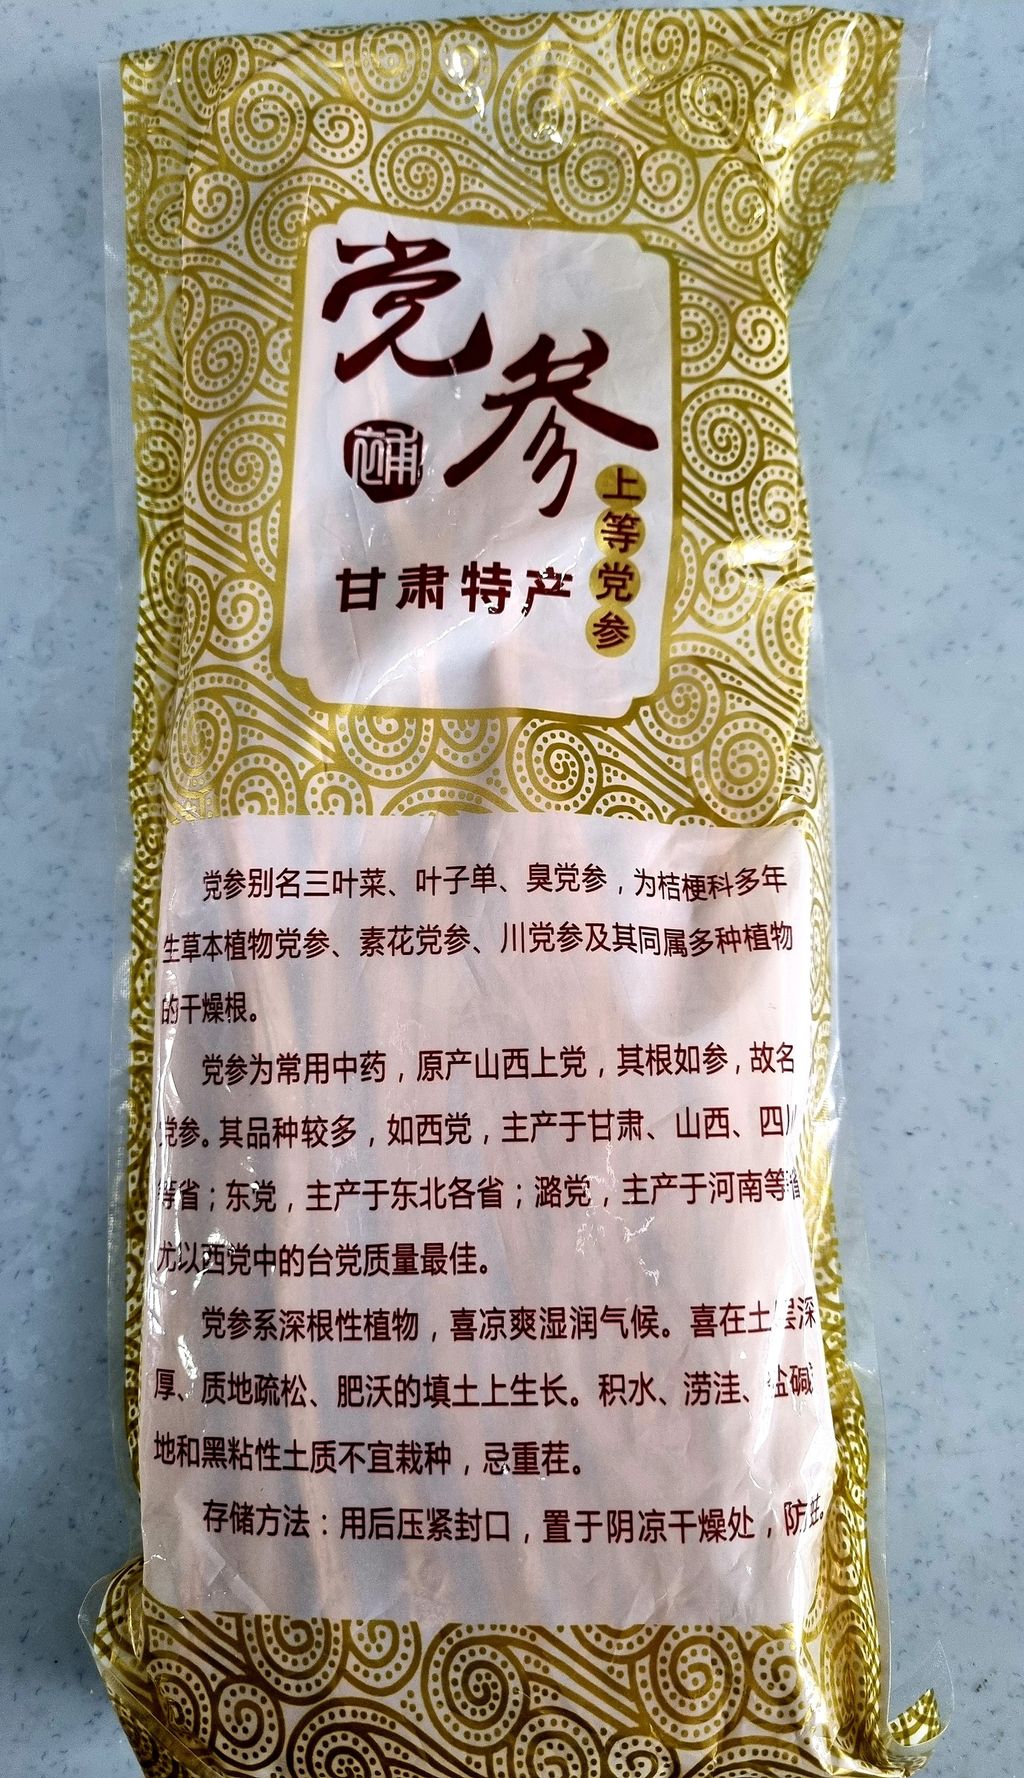 党参
补
甘肃特产
上等党参
党参别名三叶菜、叶子单、臭党参，为桔梗科多年
生草本植物党参、素花党参、川党参及其同属多种植物
的干燥根。
党参为常用中药，原产山西上党，其根如参，故名
党参。其品种较多，如西党，主产于甘肃、山西、四川
等省；东党，主产于东北各省；潞党，主产于河南等省
尤以西党中的台党质量最佳。
党参系深根性植物，喜凉爽湿润气候。喜在土层深
厚、质地疏松、肥沃的填土上生长。积水、涝洼、盐碱
地和黑粘性土质不宜栽种，忌重茬。
存储方法：用后压紧封口，置于阴凉干燥处，防蛀。